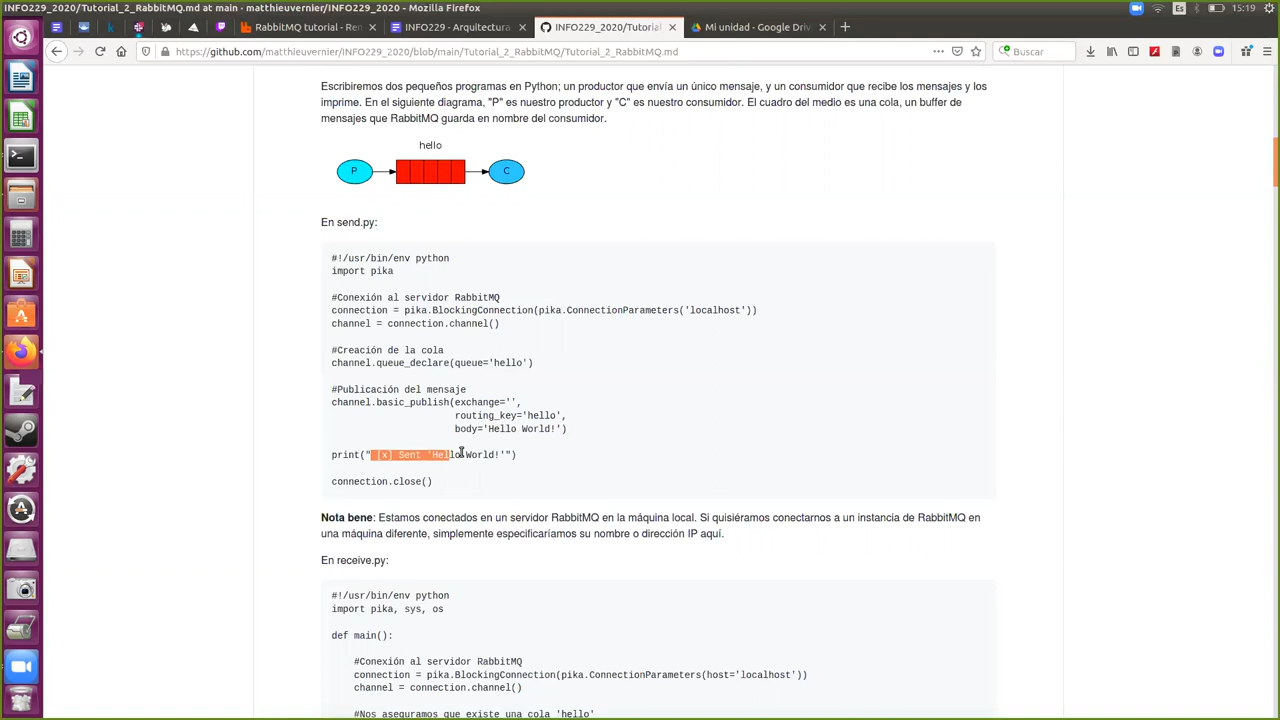 INFO229_2020/Tutorial_2_RabbitMQ.md at main - matthieuvernier/INFO229_2020 - Mozilla Firefox
Es
15:19
RabbitMQ tutorial - Re
INFO229 - Arquitectura
INFO229_2020/Tutorial
Mi unidad - Google Driv
https://github.com/matthieuvernier/INFO229_2020/blob/main/Tutorial_2_RabbitMQ/Tutorial_2_RabbitMQ.md
Buscar
Escribiremos dos pequeños programas en Python; un productor que envía un único mensaje, y un consumidor que recibe los mensajes y los
imprime. En el siguiente diagrama, "P" es nuestro productor y "C" es nuestro consumidor. El cuadro del medio es una cola, un buffer de
mensajes que RabbitMQ guarda en nombre del consumidor.
hello
P
C
En send.py:
#!/usr/bin/env python
import pika
#Conexión al servidor RabbitMQ
connection = pika.BlockingConnection(pika.ConnectionParameters('localhost'))
channel = connection.channel()
#Creación de la cola
channel.queue_declare(queue='hello')
#Publicación del mensaje
channel.basic_publish(exchange='',
routing_key='hello',
body='Hello World!')
print(" [x] Sent 'Hello World!'")
connection.close()
Nota bene: Estamos conectados en un servidor RabbitMQ en la máquina local. Si quisiéramos conectarnos a un instancia de RabbitMQ en
una máquina diferente, simplemente especificaríamos su nombre o dirección IP aquí.
En receive.py:
#!/usr/bin/env python
import pika, sys, os
def main():
#Conexión al servidor RabbitMQ
connection = pika.BlockingConnection(pika.ConnectionParameters(host='localhost'))
channel = connection.channel()
#Nos aseguramos que existe una cola 'hello'